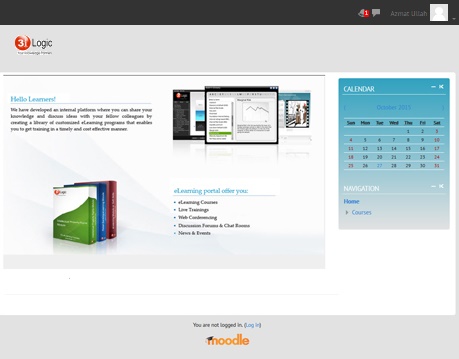 1
Azmat Ullah
3i Logic
Hello Learners!
We have developed an internal platform where you can share your
knowledge and discuss ideas with your fellow colleagues by
creating a library of customized eLearning programs that enables
you to get training in a timely and cost effective manner.
eLearning portal offer you:
• eLearning Courses
• Live Trainings
• Web Conferencing
• Discussion Forums & Chat Rooms
• News & Events
CALENDAR
October 2015
Sun Mon Tue Wed Thu Fri Sat
1 2 3
4 5 6 7 8 9 10
11 12 13 14 15 16 17
18 19 20 21 22 23 24
25 26 27 28 29 30 31
NAVIGATION
Home
Courses
You are not logged in. (Log in)
moodle